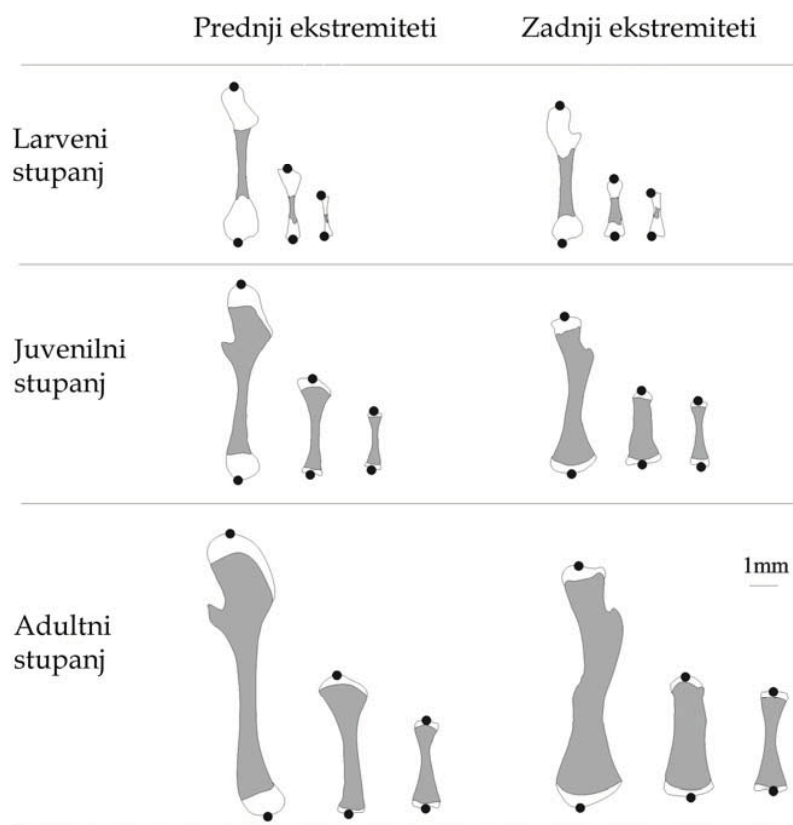 Prednji ekstremiteti Zadnji ekstremiteti
Larveni
stupanj
Juvenilni
stupanj
1mm
Adultni
stupanj